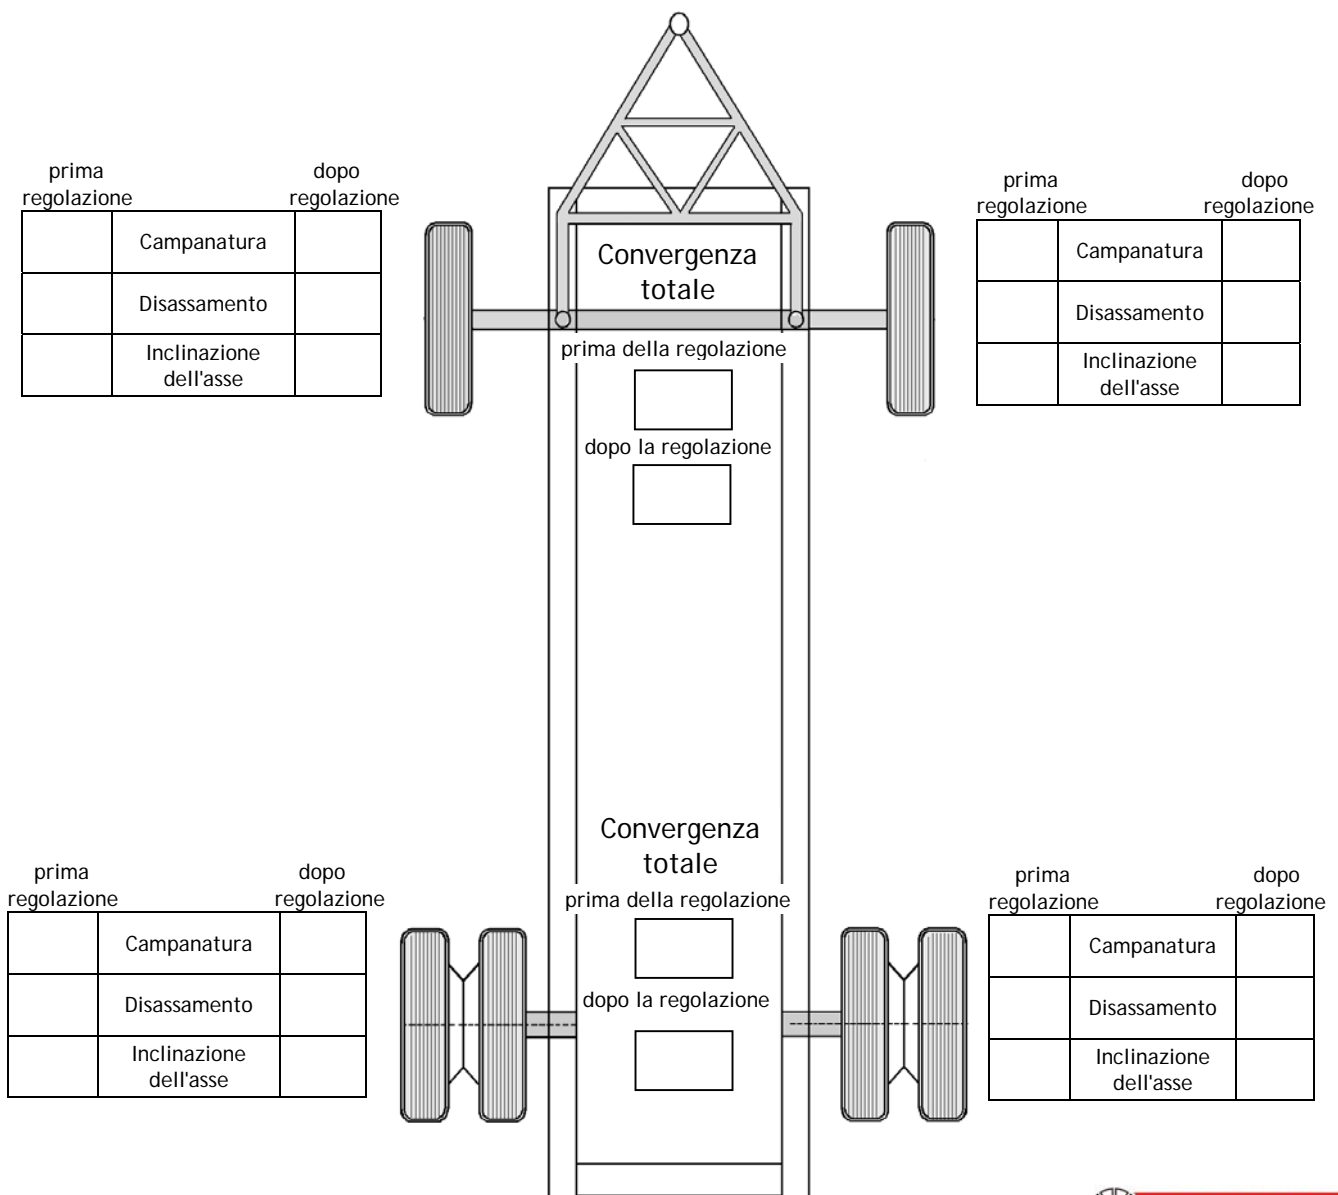 prima
regolazione
dopo
regolazione
Campanatura
Disassamento
Inclinazione
dell'asse
Convergenza
totale
prima della regolazione
dopo la regolazione
prima
regolazione
dopo
regolazione
Campanatura
Disassamento
Inclinazione
dell'asse
prima
regolazione
dopo
regolazione
Campanatura
Disassamento
Inclinazione
dell'asse
Convergenza
totale
prima della regolazione
dopo la regolazione
prima
regolazione
dopo
regolazione
Campanatura
Disassamento
Inclinazione
dell'asse